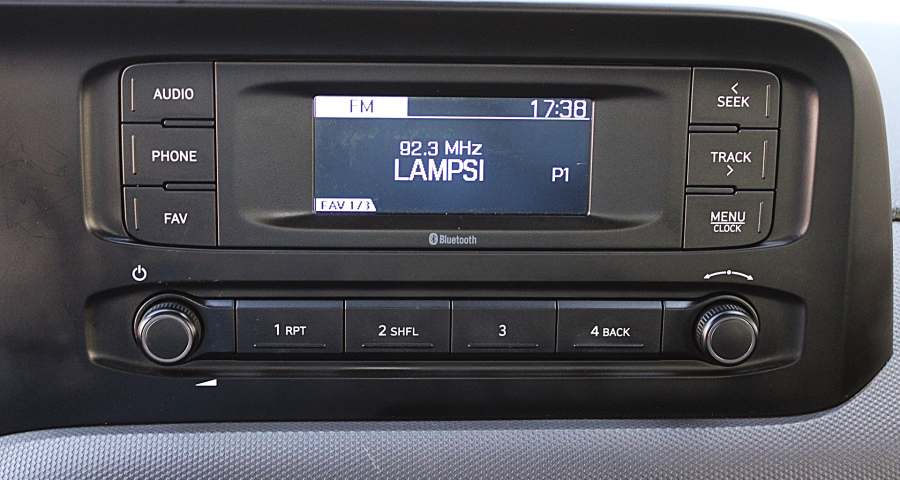 AUDIO
PHONE
FAV
FM 17:38
92.3 MHz
LAMPSI
P1
FAV 1/3
Bluetooth
< SEEK
TRACK >
MENU
CLOCK
1 RPT
2 SHFL
3
4 BACK